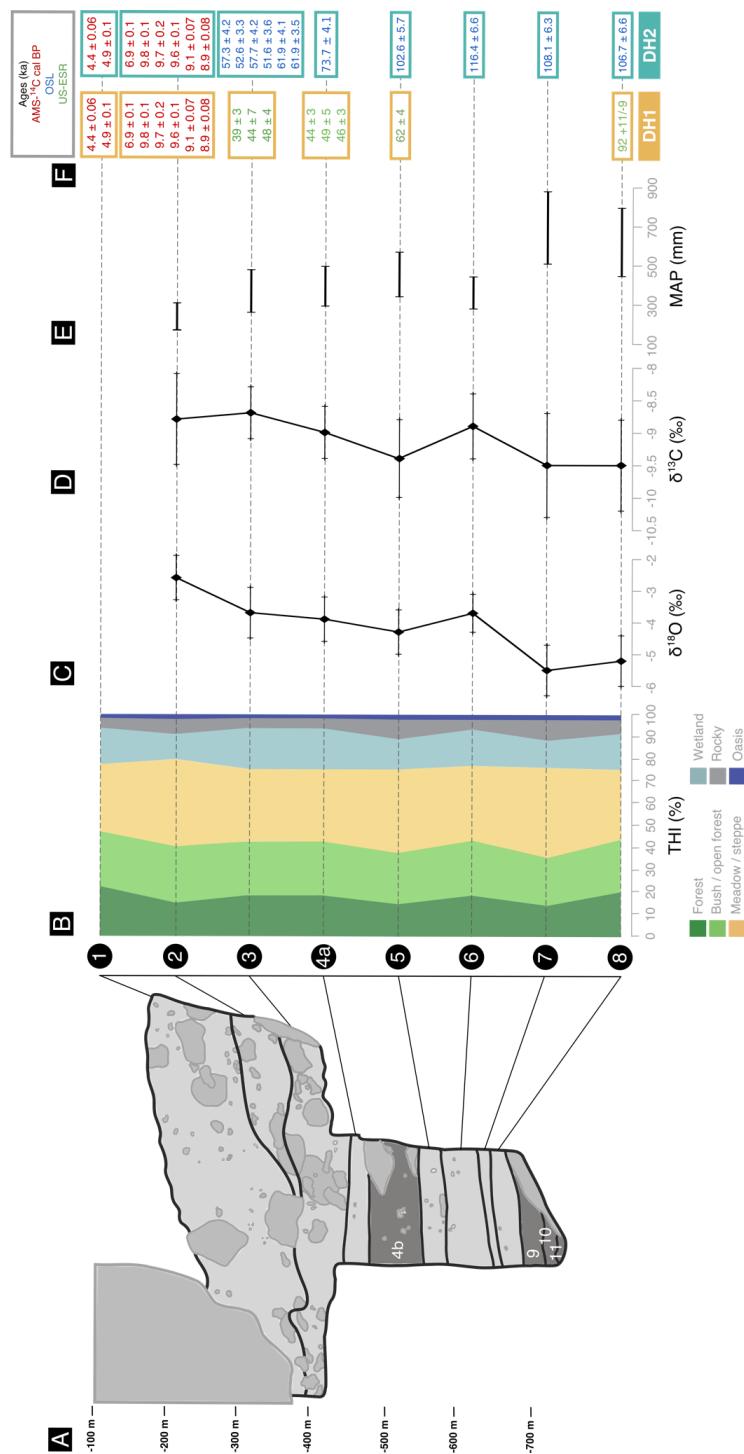 A
-100 m
-200 m
-300 m
-400 m
-500 m
-600 m
-700 m
4b
9
10
11
1
2
3
4a
5
6
7
8
B
0
10
20
30
40
50
60
70
80
90
100
THI (%)
Forest
Bush / open forest
Meadow / steppe
Wetland
Rocky
Oasis
C
-6
-5
-4
-3
-2
δ¹⁸O (‰)
D
-10.5
-10
-9.5
-9
-8.5
-8
δ¹³C (‰)
E
100
300
500
700
900
MAP (mm)
F
Ages (ka)
AMS-¹⁴C cal BP
OSL
US-ESR
4.4 ± 0.06
4.9 ± 0.1
6.9 ± 0.1
9.8 ± 0.1
9.7 ± 0.2
9.6 ± 0.1
9.1 ± 0.07
8.9 ± 0.08
39 ± 3
44 ± 7
48 ± 4
44 ± 3
49 ± 5
46 ± 3
62 ± 4
92 +11/-9
DH1
4.4 ± 0.06
4.9 ± 0.1
6.9 ± 0.1
9.8 ± 0.1
9.7 ± 0.2
9.6 ± 0.1
9.1 ± 0.07
8.9 ± 0.08
57.3 ± 4.2
52.6 ± 3.3
57.7 ± 4.2
51.6 ± 3.6
61.9 ± 4.1
61.9 ± 3.5
73.7 ± 4.1
102.6 ± 5.7
116.4 ± 6.6
108.1 ± 6.3
106.7 ± 6.6
DH2